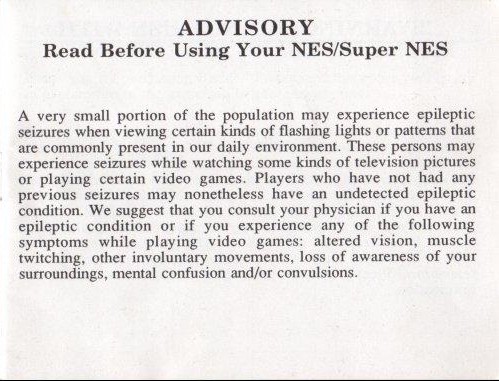 ADVISORY
Read Before Using Your NES/Super NES
A very small portion of the population may experience epileptic
seizures when viewing certain kinds of flashing lights or patterns that
are commonly present in our daily environment. These persons may
experience seizures while watching some kinds of television pictures
or playing certain video games. Players who have not had any
previous seizures may nonetheless have an undetected epileptic
condition. We suggest that you consult your physician if you have an
epileptic condition or if you experience any of the following
symptoms while playing video games: altered vision, muscle
twitching, other involuntary movements, loss of awareness of your
surroundings, mental confusion and/or convulsions.